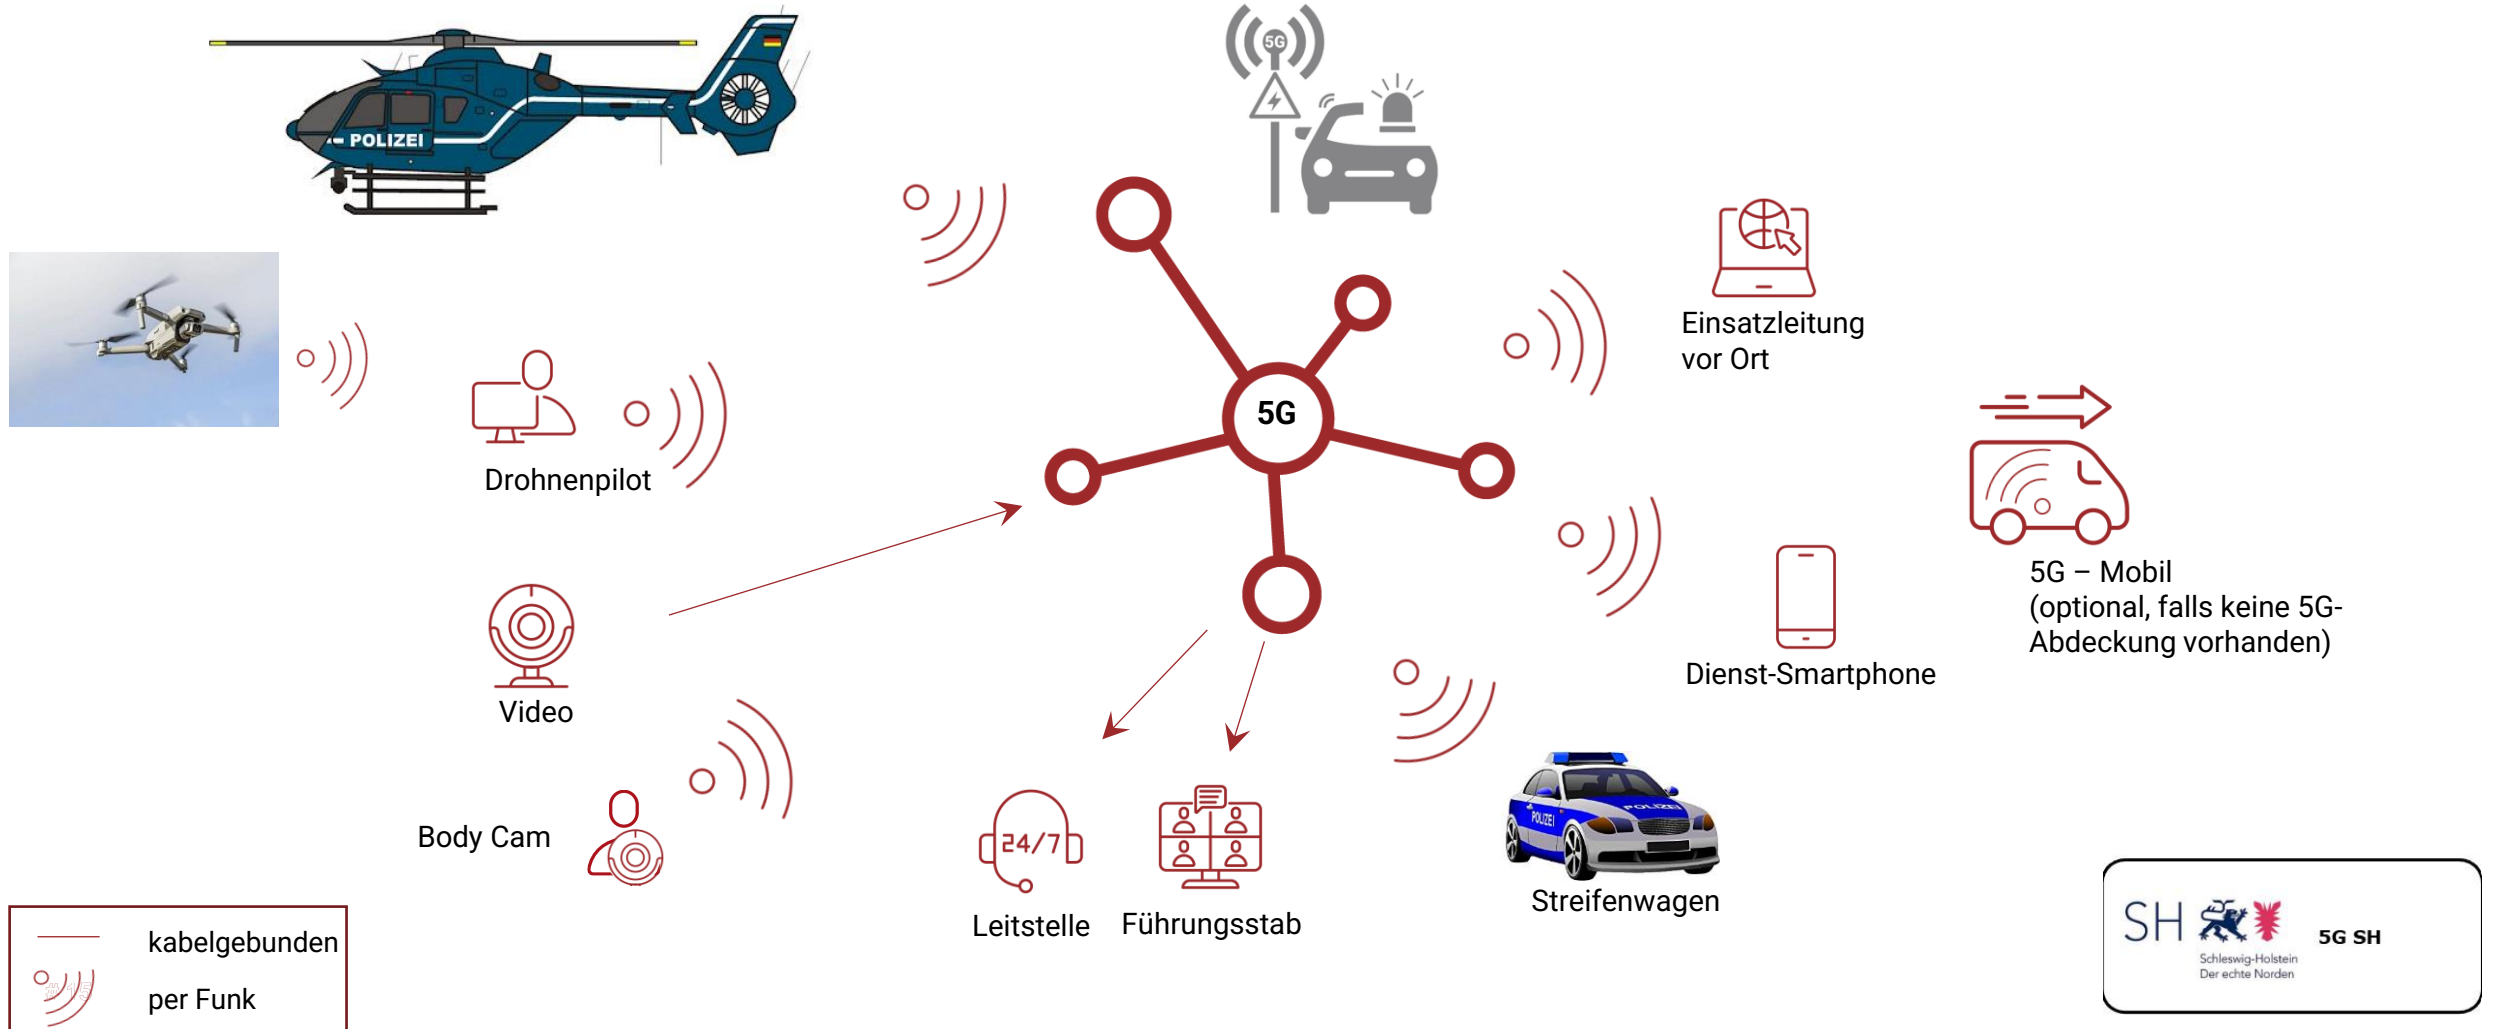 5G
POLIZEI
Einsatzleitung
vor Ort
5G
Drohnenpilot
5G – Mobil
(optional, falls keine 5G-
Abdeckung vorhanden)
Dienst-Smartphone
Video
Body Cam
24/7
Leitstelle
Führungsstab
POLIZEI
POLIZEI
Streifenwagen
kabelgebunden
per Funk
SH
Schleswig-Holstein
Der echte Norden
5G SH